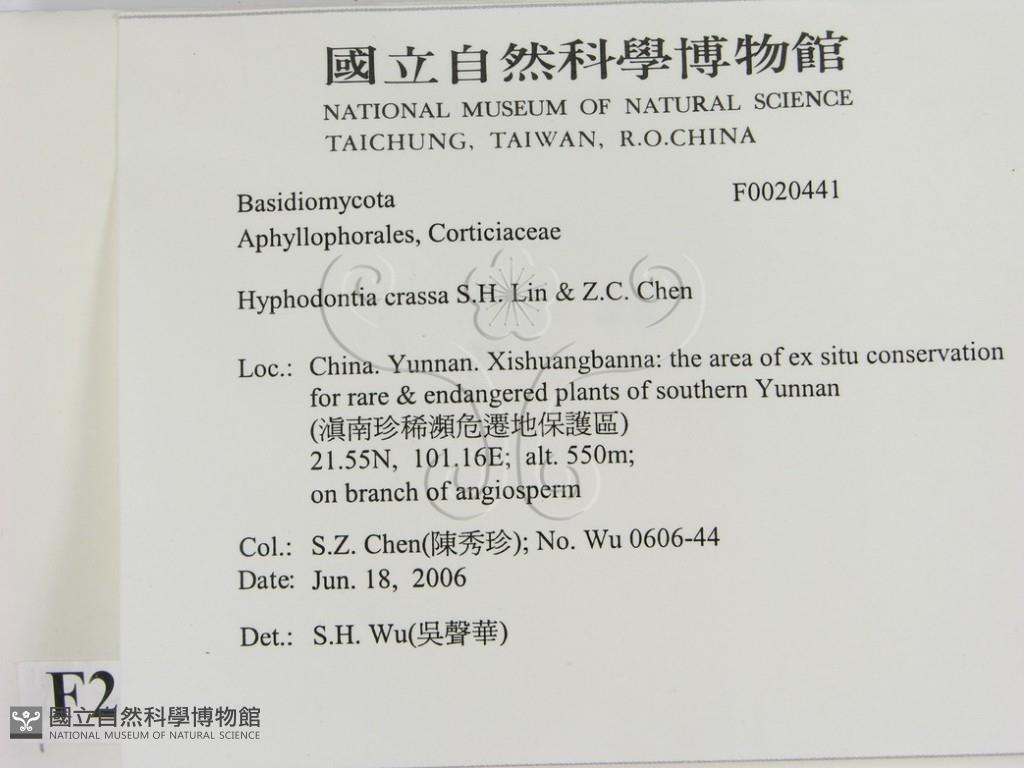 國立自然科學博物館
NATIONAL MUSEUM OF NATURAL SCIENCE
TAICHUNG, TAIWAN, R.O.CHINA
Basidiomycota F0020441
Aphyllophorales, Corticiaceae
Hyphodontia crassa S.H. Lin & Z.C. Chen
Loc.: China. Yunnan. Xishuangbanna: the area of ex situ conservation
for rare & endangered plants of southern Yunnan
(滇南珍稀瀕危遷地保護區)
21.55N, 101.16E; alt. 550m;
on branch of angiosperm
Col.: S.Z. Chen(陳秀珍); No. Wu 0606-44
Date: Jun. 18, 2006
Det.: S.H. Wu(吳聲華)
F2
國立自然科學博物館
NATIONAL MUSEUM OF NATURAL SCIENCE